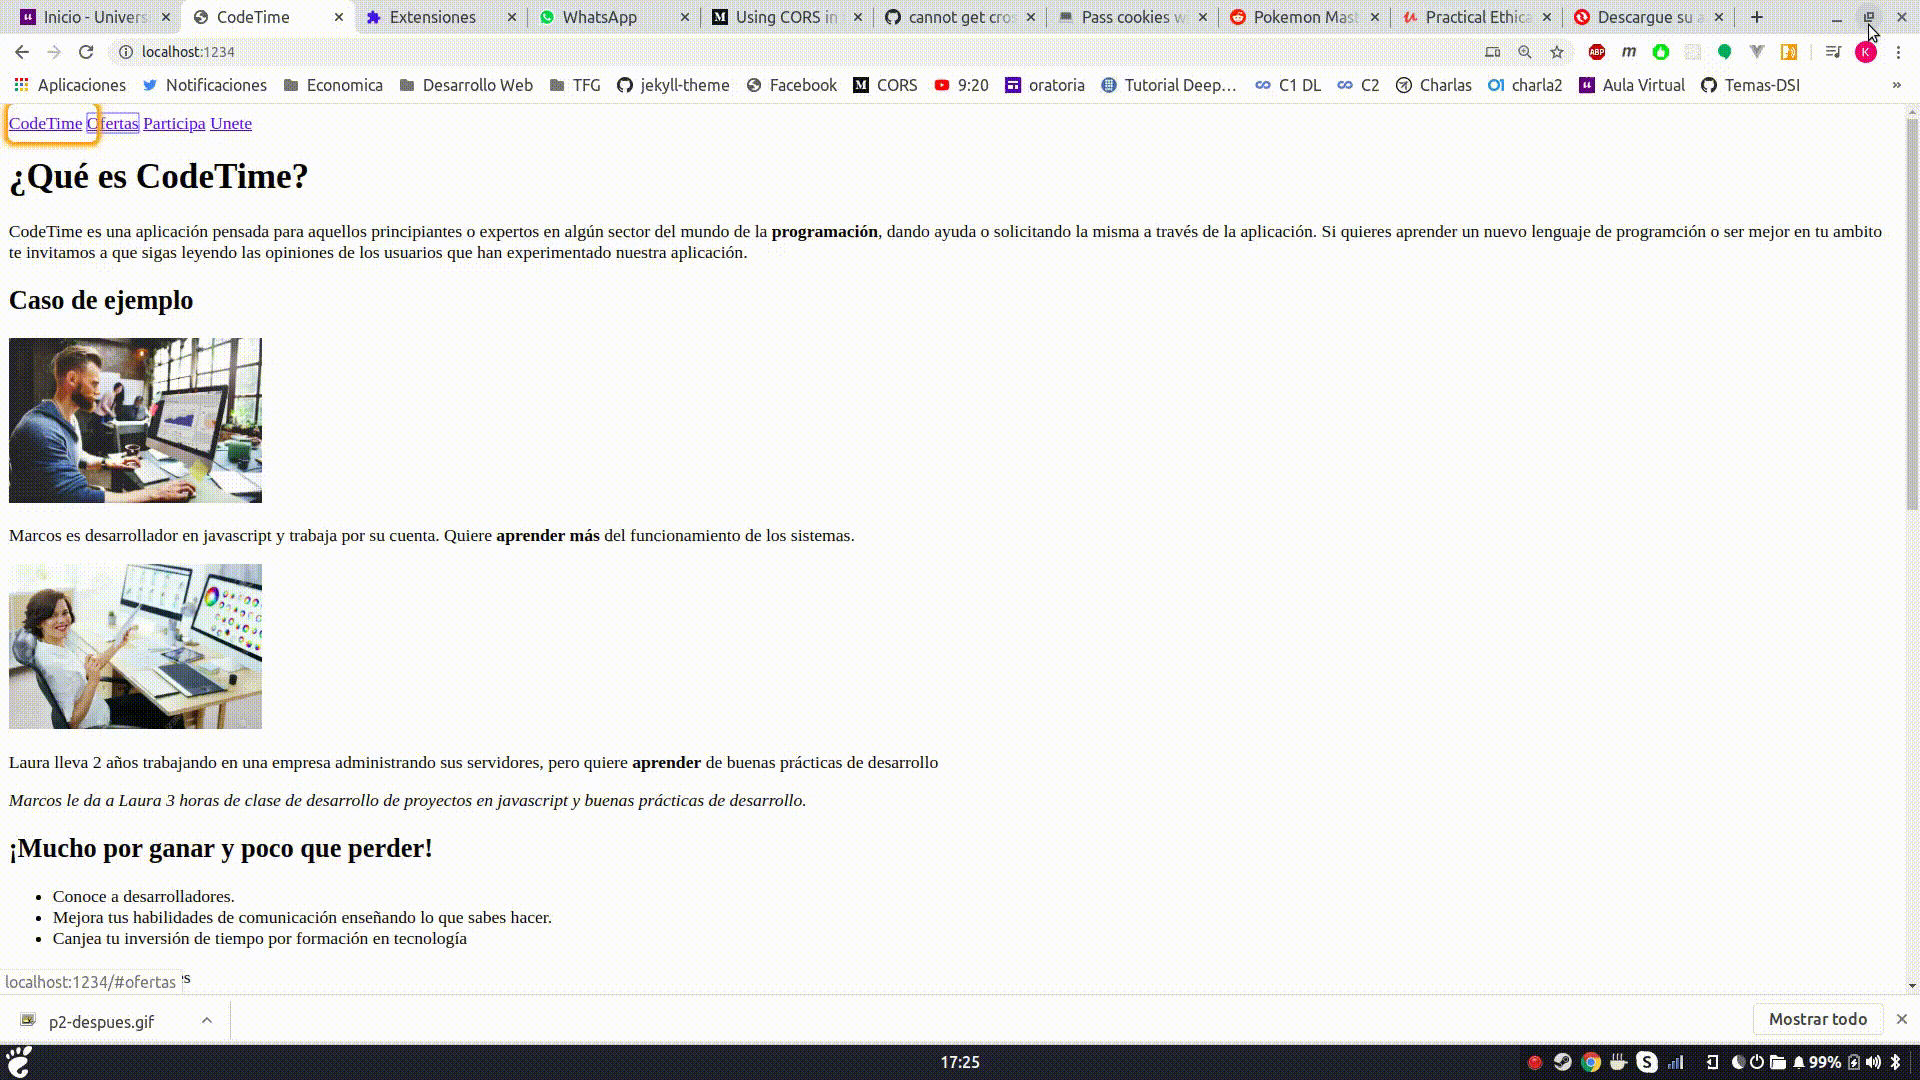 Inicio - Univers
CodeTime
Extensiones
WhatsApp
Using CORS in
cannot get cros
Pass cookies w
Pokemon Mast
Practical Ethica
Descargue su a
localhost:1234
ABP
m
K
Aplicaciones
Notificaciones
Economica
Desarrollo Web
TFG
jekyll-theme
Facebook
CORS
9:20
oratoria
Tutorial Deep...
C1 DL
C2
Charlas
charla2
Aula Virtual
Temas-DSI
»
CodeTime Ofertas Participa Unete
¿Qué es CodeTime?
CodeTime es una aplicación pensada para aquellos principiantes o expertos en algún sector del mundo de la programación, dando ayuda o solicitando la misma a través de la aplicación. Si quieres aprender un nuevo lenguaje de programción o ser mejor en tu ambito
te invitamos a que sigas leyendo las opiniones de los usuarios que han experimentado nuestra aplicación.
Caso de ejemplo
Marcos es desarrollador en javascript y trabaja por su cuenta. Quiere aprender más del funcionamiento de los sistemas.
Laura lleva 2 años trabajando en una empresa administrando sus servidores, pero quiere aprender de buenas prácticas de desarrollo
Marcos le da a Laura 3 horas de clase de desarrollo de proyectos en javascript y buenas prácticas de desarrollo.
¡Mucho por ganar y poco que perder!
• Conoce a desarrolladores.
• Mejora tus habilidades de comunicación enseñando lo que sabes hacer.
• Canjea tu inversión de tiempo por formación en tecnología
localhost:1234/#ofertas
p2-despues.gif
Mostrar todo
17:25
99%